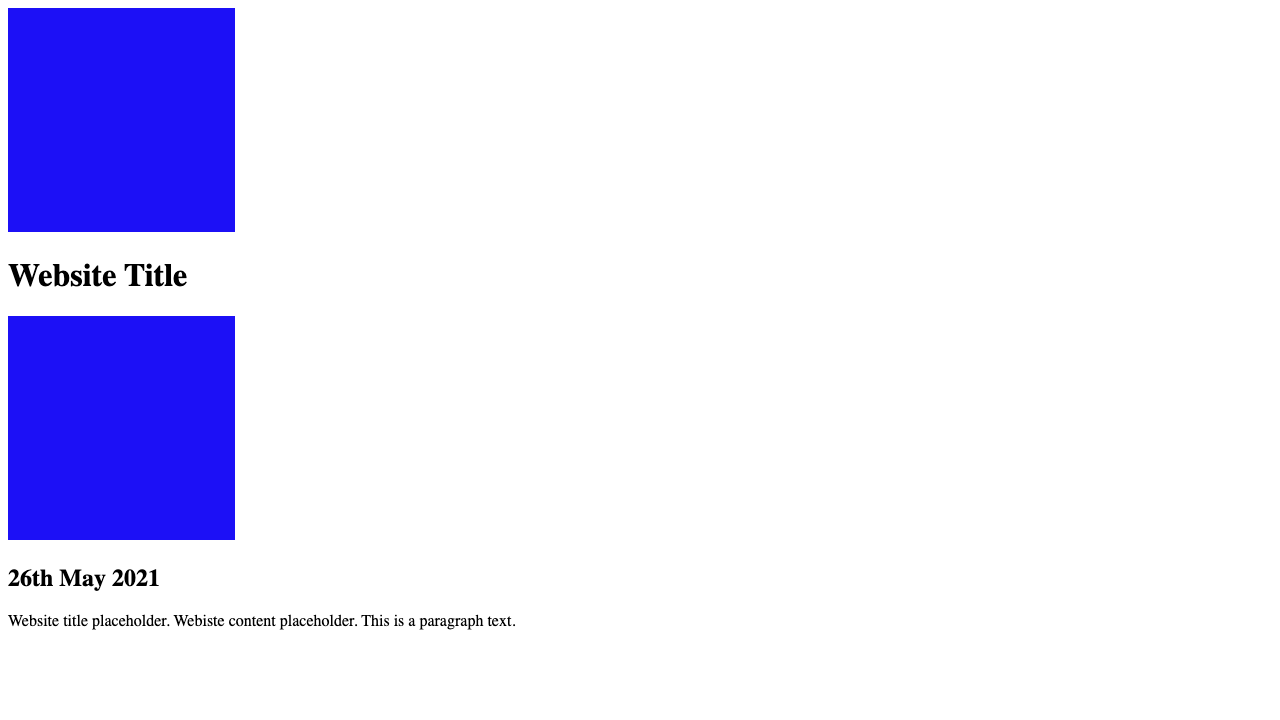 Website Title
26th May 2021
Website title placeholder. Webiste content placeholder. This is a paragraph text.